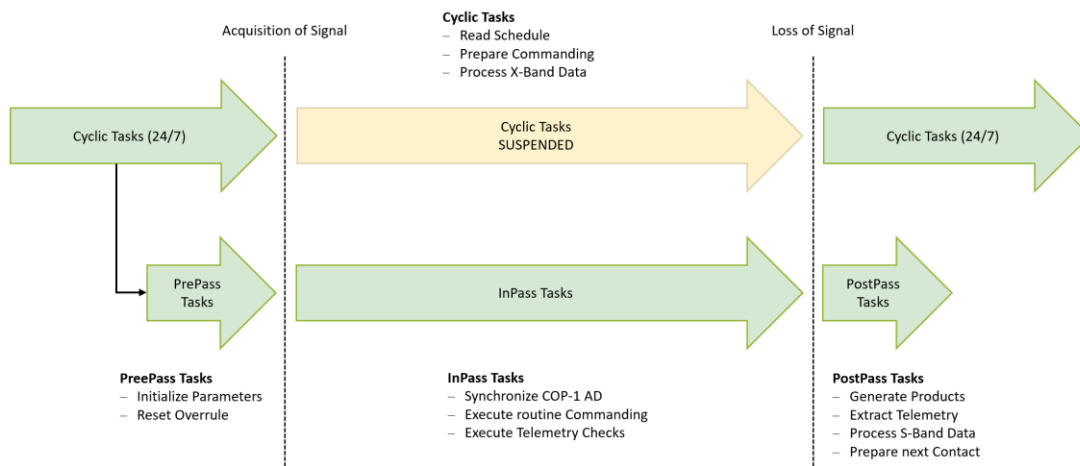 Cyclic Tasks
– Read Schedule
– Prepare Commanding
– Process X-Band Data
Acquisition of Signal
Loss of Signal
Cyclic Tasks (24/7)
Cyclic Tasks
SUSPENDED
Cyclic Tasks (24/7)
PrePass
Tasks
InPass Tasks
PostPass
Tasks
PreePass Tasks
– Initialize Parameters
– Reset Overrule
InPass Tasks
– Synchronize COP-1 AD
– Execute routine Commanding
– Execute Telemetry Checks
PostPass Tasks
– Generate Products
– Extract Telemetry
– Process S-Band Data
– Prepare next Contact